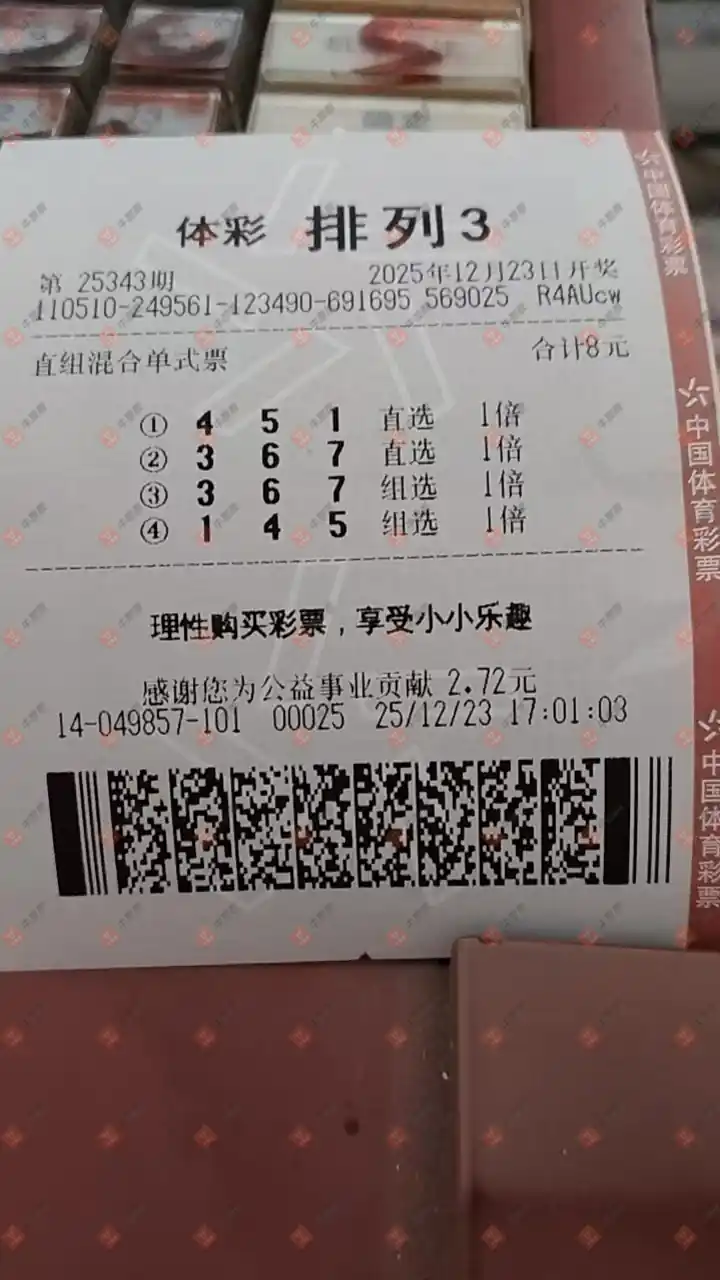 体彩 排列3
第 25343期 2025年12月23日开奖
110510-249561-123490-691695 569025 R4AUcw
直组混合单式票 合计8元
① 4 5 1 直选 1倍
② 3 6 7 直选 1倍
③ 3 6 7 组选 1倍
④ 1 4 5 组选 1倍
理性购买彩票，享受小小乐趣
感谢您为公益事业贡献 2.72元
14-049857-101 00025 25/12/23 17:01:03
中国体育彩票
中国体育彩票
中国体育彩票